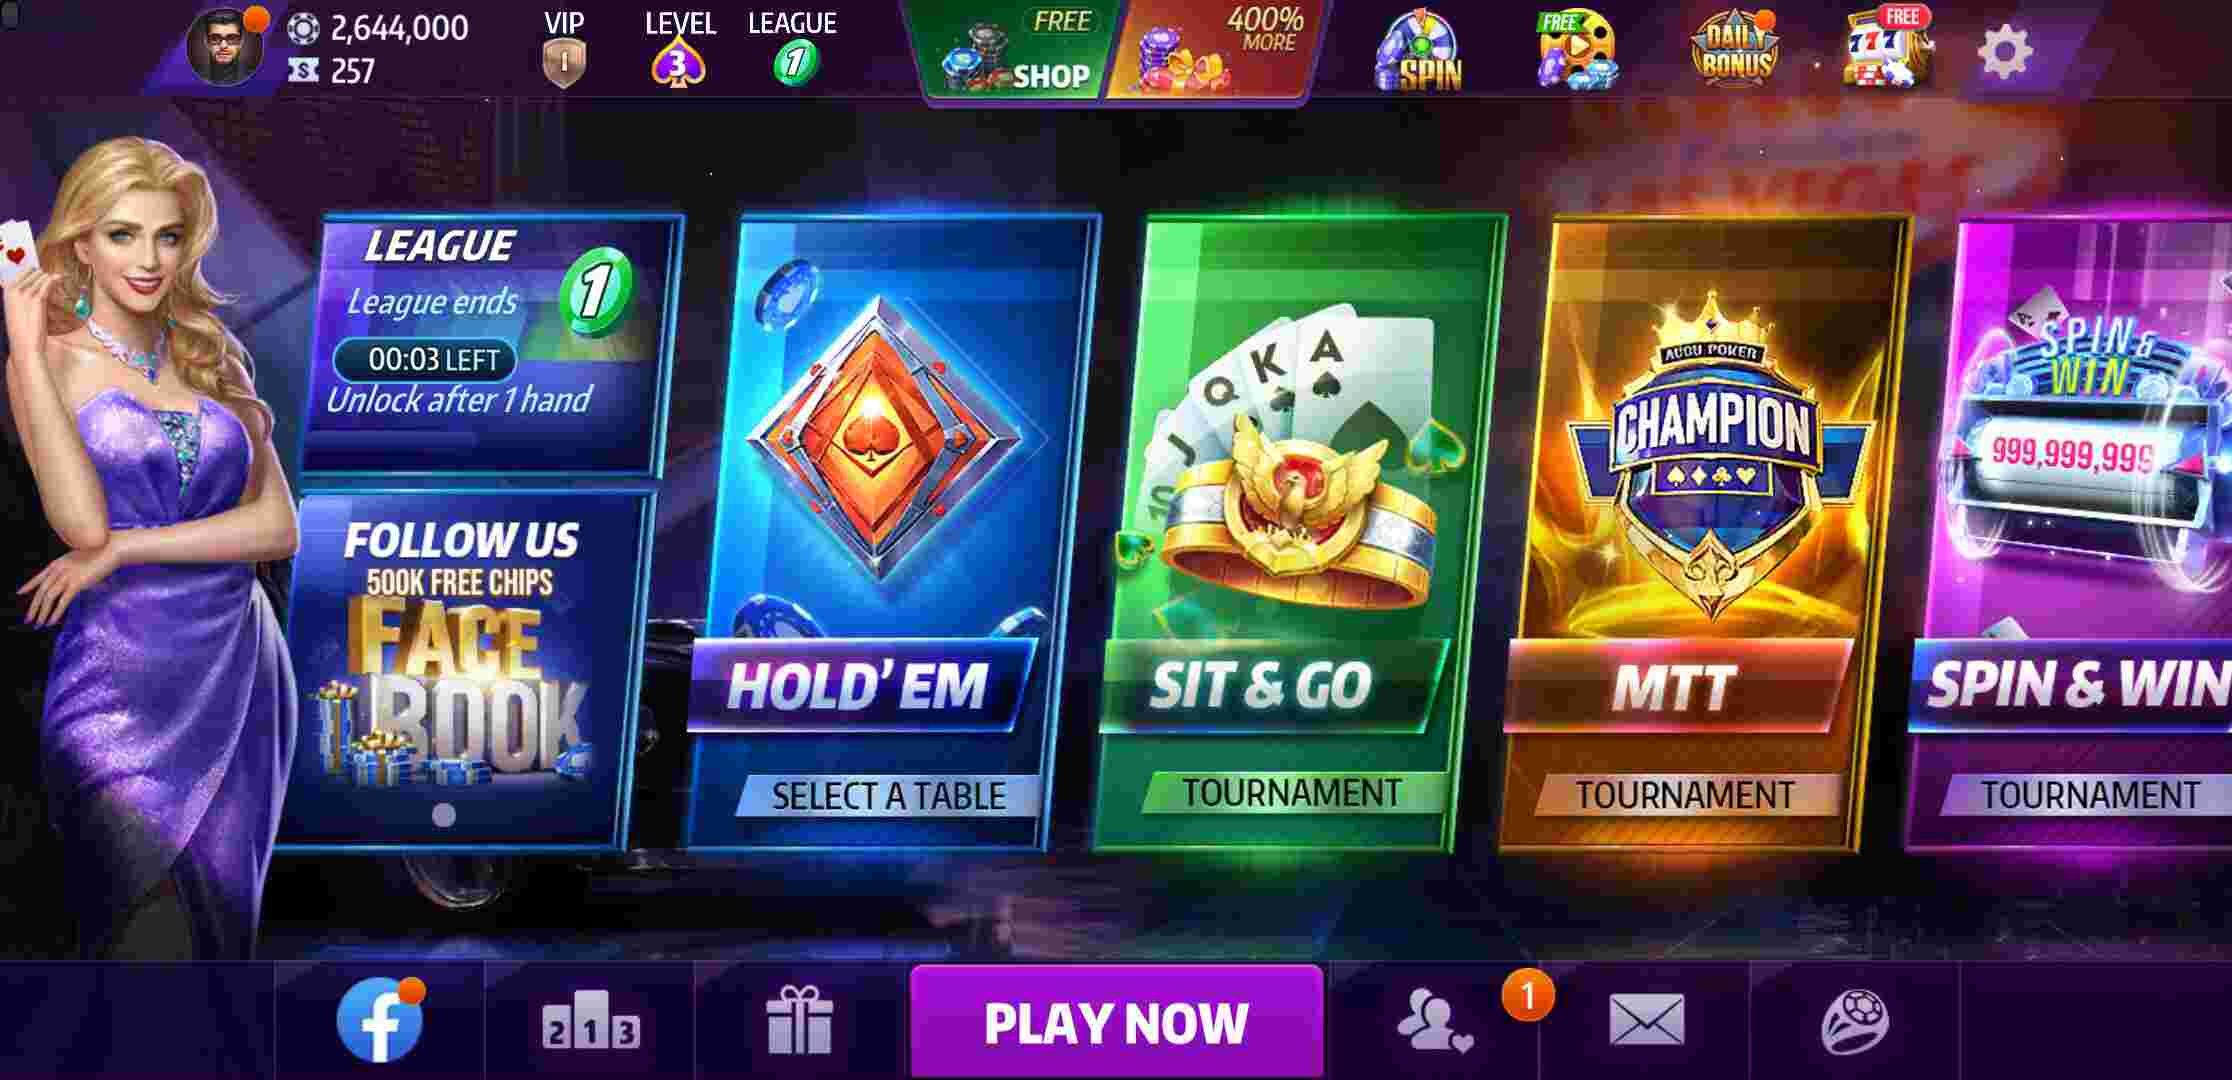 2,644,000
257
VIP
1
LEVEL
3
LEAGUE
1
FREE
SHOP
400%
MORE
SPIN
FREE
DAILY
BONUS
777
FREE
LEAGUE
League ends
00:03 LEFT
Unlock after 1 hand
1
FOLLOW US
500K FREE CHIPS
FACE
BOOK
HOLD' EM
SELECT A TABLE
10 J Q K A
SIT & GO
TOURNAMENT
CHAMPION
MTT
TOURNAMENT
A
SPIN &
WIN
999,999,999
SPIN & WIN
TOURNAMENT
f
2 1 3
PLAY NOW
1